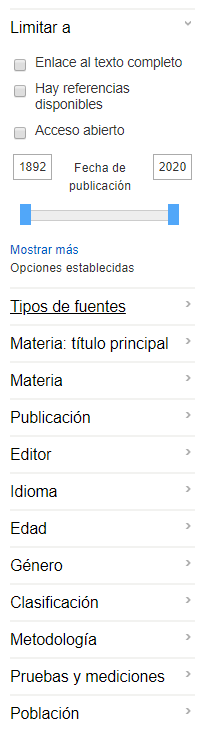 Limitar a
Enlace al texto completo
Hay referencias
disponibles
Acceso abierto
1892
Fecha de
publicación
2020
Mostrar más
Opciones establecidas
Tipos de fuentes
Materia: título principal
Materia
Publicación
Editor
Idioma
Edad
Género
Clasificación
Metodología
Pruebas y mediciones
Población